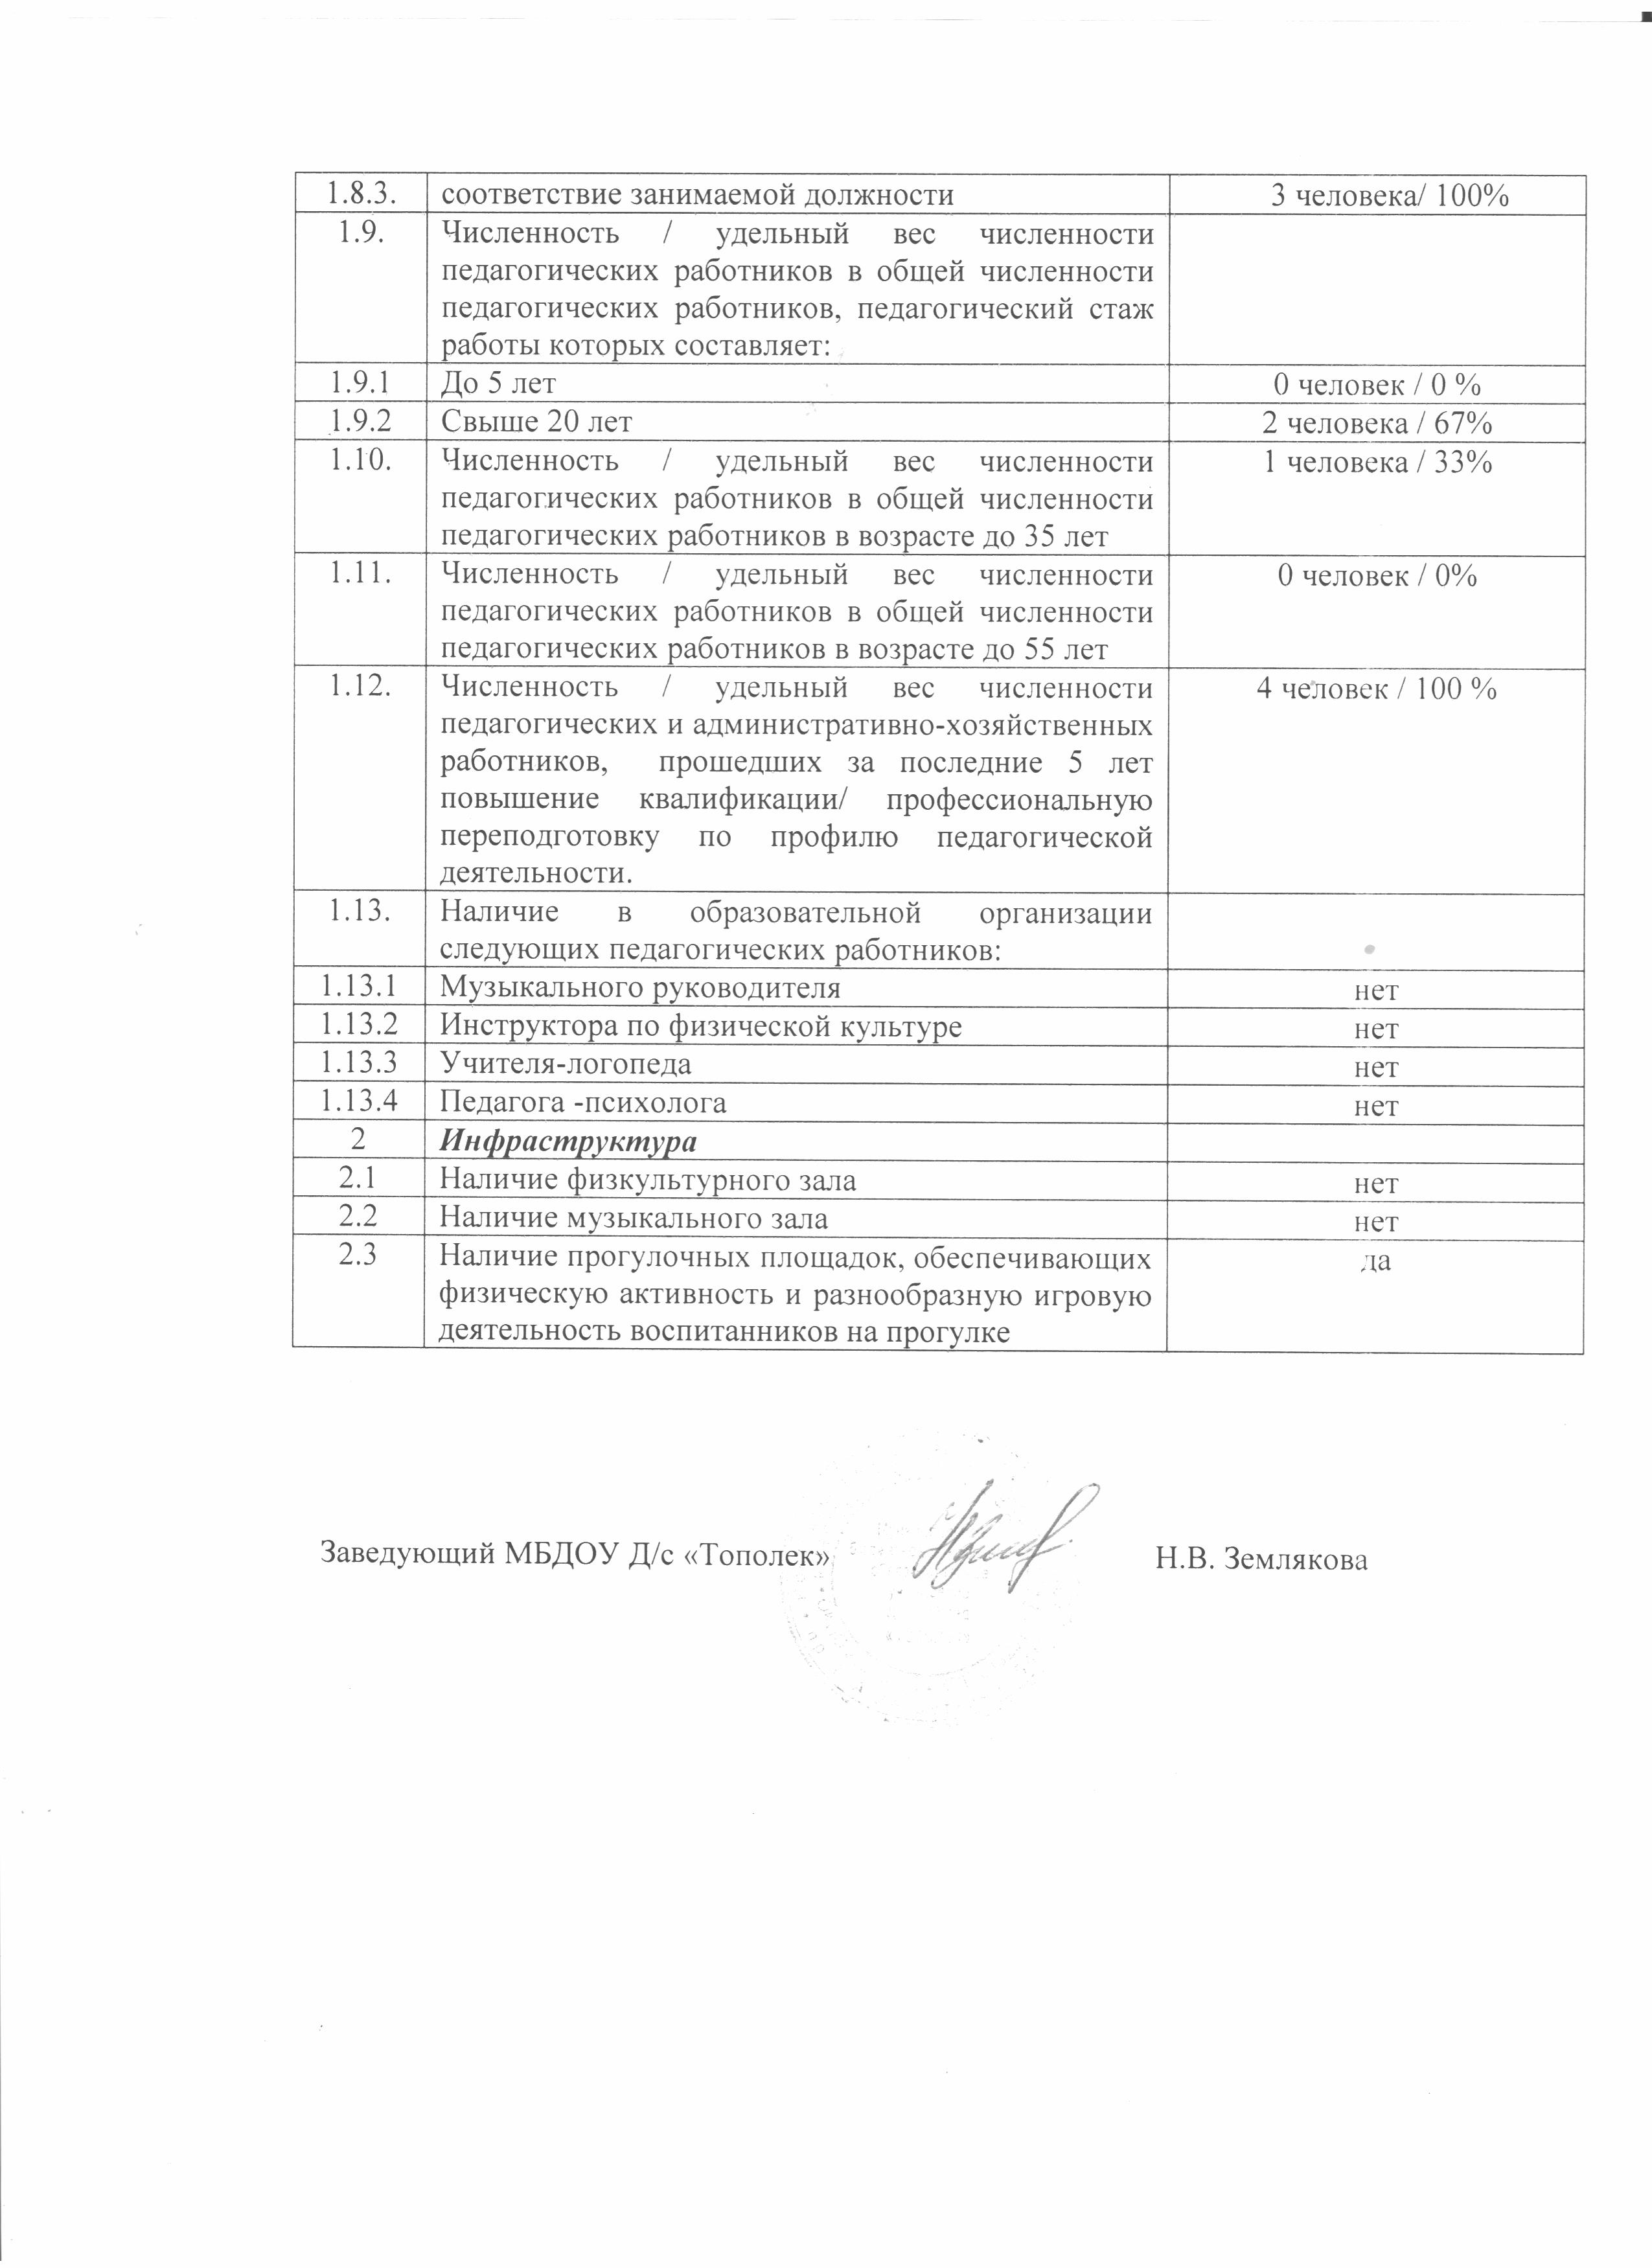 1.8.3. соответствие занимаемой должности 3 человека/ 100%
1.9. Численность / удельный вес численности
педагогических работников в общей численности
педагогических работников, педагогический стаж
работы которых составляет:
1.9.1 До 5 лет 0 человек / 0 %
1.9.2 Свыше 20 лет 2 человека / 67%
1.10. Численность / удельный вес численности 1 человека / 33%
педагогических работников в общей численности
педагогических работников в возрасте до 35 лет
1.11. Численность / удельный вес численности 0 человек / 0%
педагогических работников в общей численности
педагогических работников в возрасте до 55 лет
1.12. Численность / удельный вес численности 4 человек / 100 %
педагогических и административно-хозяйственных
работников, прошедших за последние 5 лет
повышение квалификации/ профессиональную
переподготовку по профилю педагогической
деятельности.
1.13. Наличие в образовательной организации
следующих педагогических работников:
1.13.1 Музыкального руководителя нет
1.13.2 Инструктора по физической культуре нет
1.13.3 Учителя-логопеда нет
1.13.4 Педагога -психолога нет
2 Инфраструктура
2.1 Наличие физкультурного зала нет
2.2 Наличие музыкального зала нет
2.3 Наличие прогулочных площадок, обеспечивающих да
физическую активность и разнообразную игровую
деятельность воспитанников на прогулке
Заведующий МБДОУ Д/с «Тополек» Н.В. Землякова